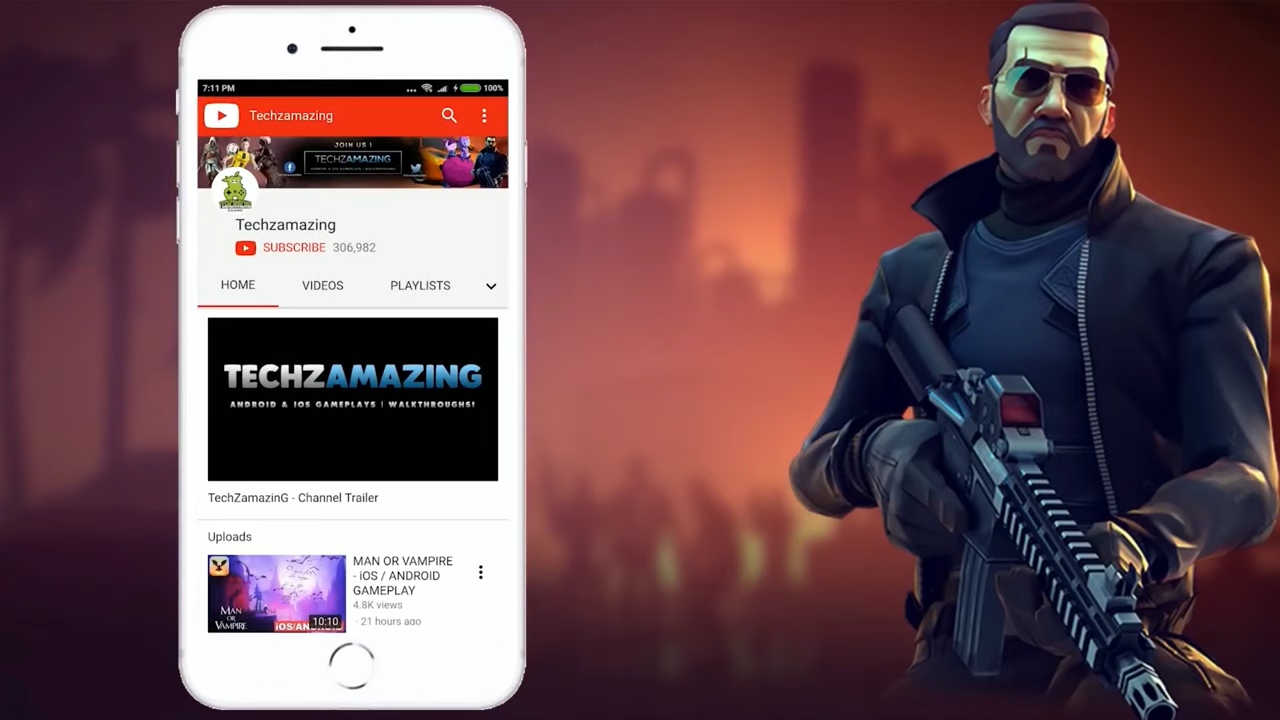 7:11 PM
100%
Techzamazing
JOIN US !
TECHZAMAZING
Techzamazing
SUBSCRIBE 306,982
HOME VIDEOS PLAYLISTS
TECHZAMAZING
ANDROID & IOS GAMEPLAYS | WALKTHROUGHS!
TechZamazinG - Channel Trailer
Uploads
MAN OR VAMPIRE
- iOS / ANDROID
GAMEPLAY
4.8K views
· 21 hours ago
MAN
OR
VAMPIRE
iOS/AN
10:10